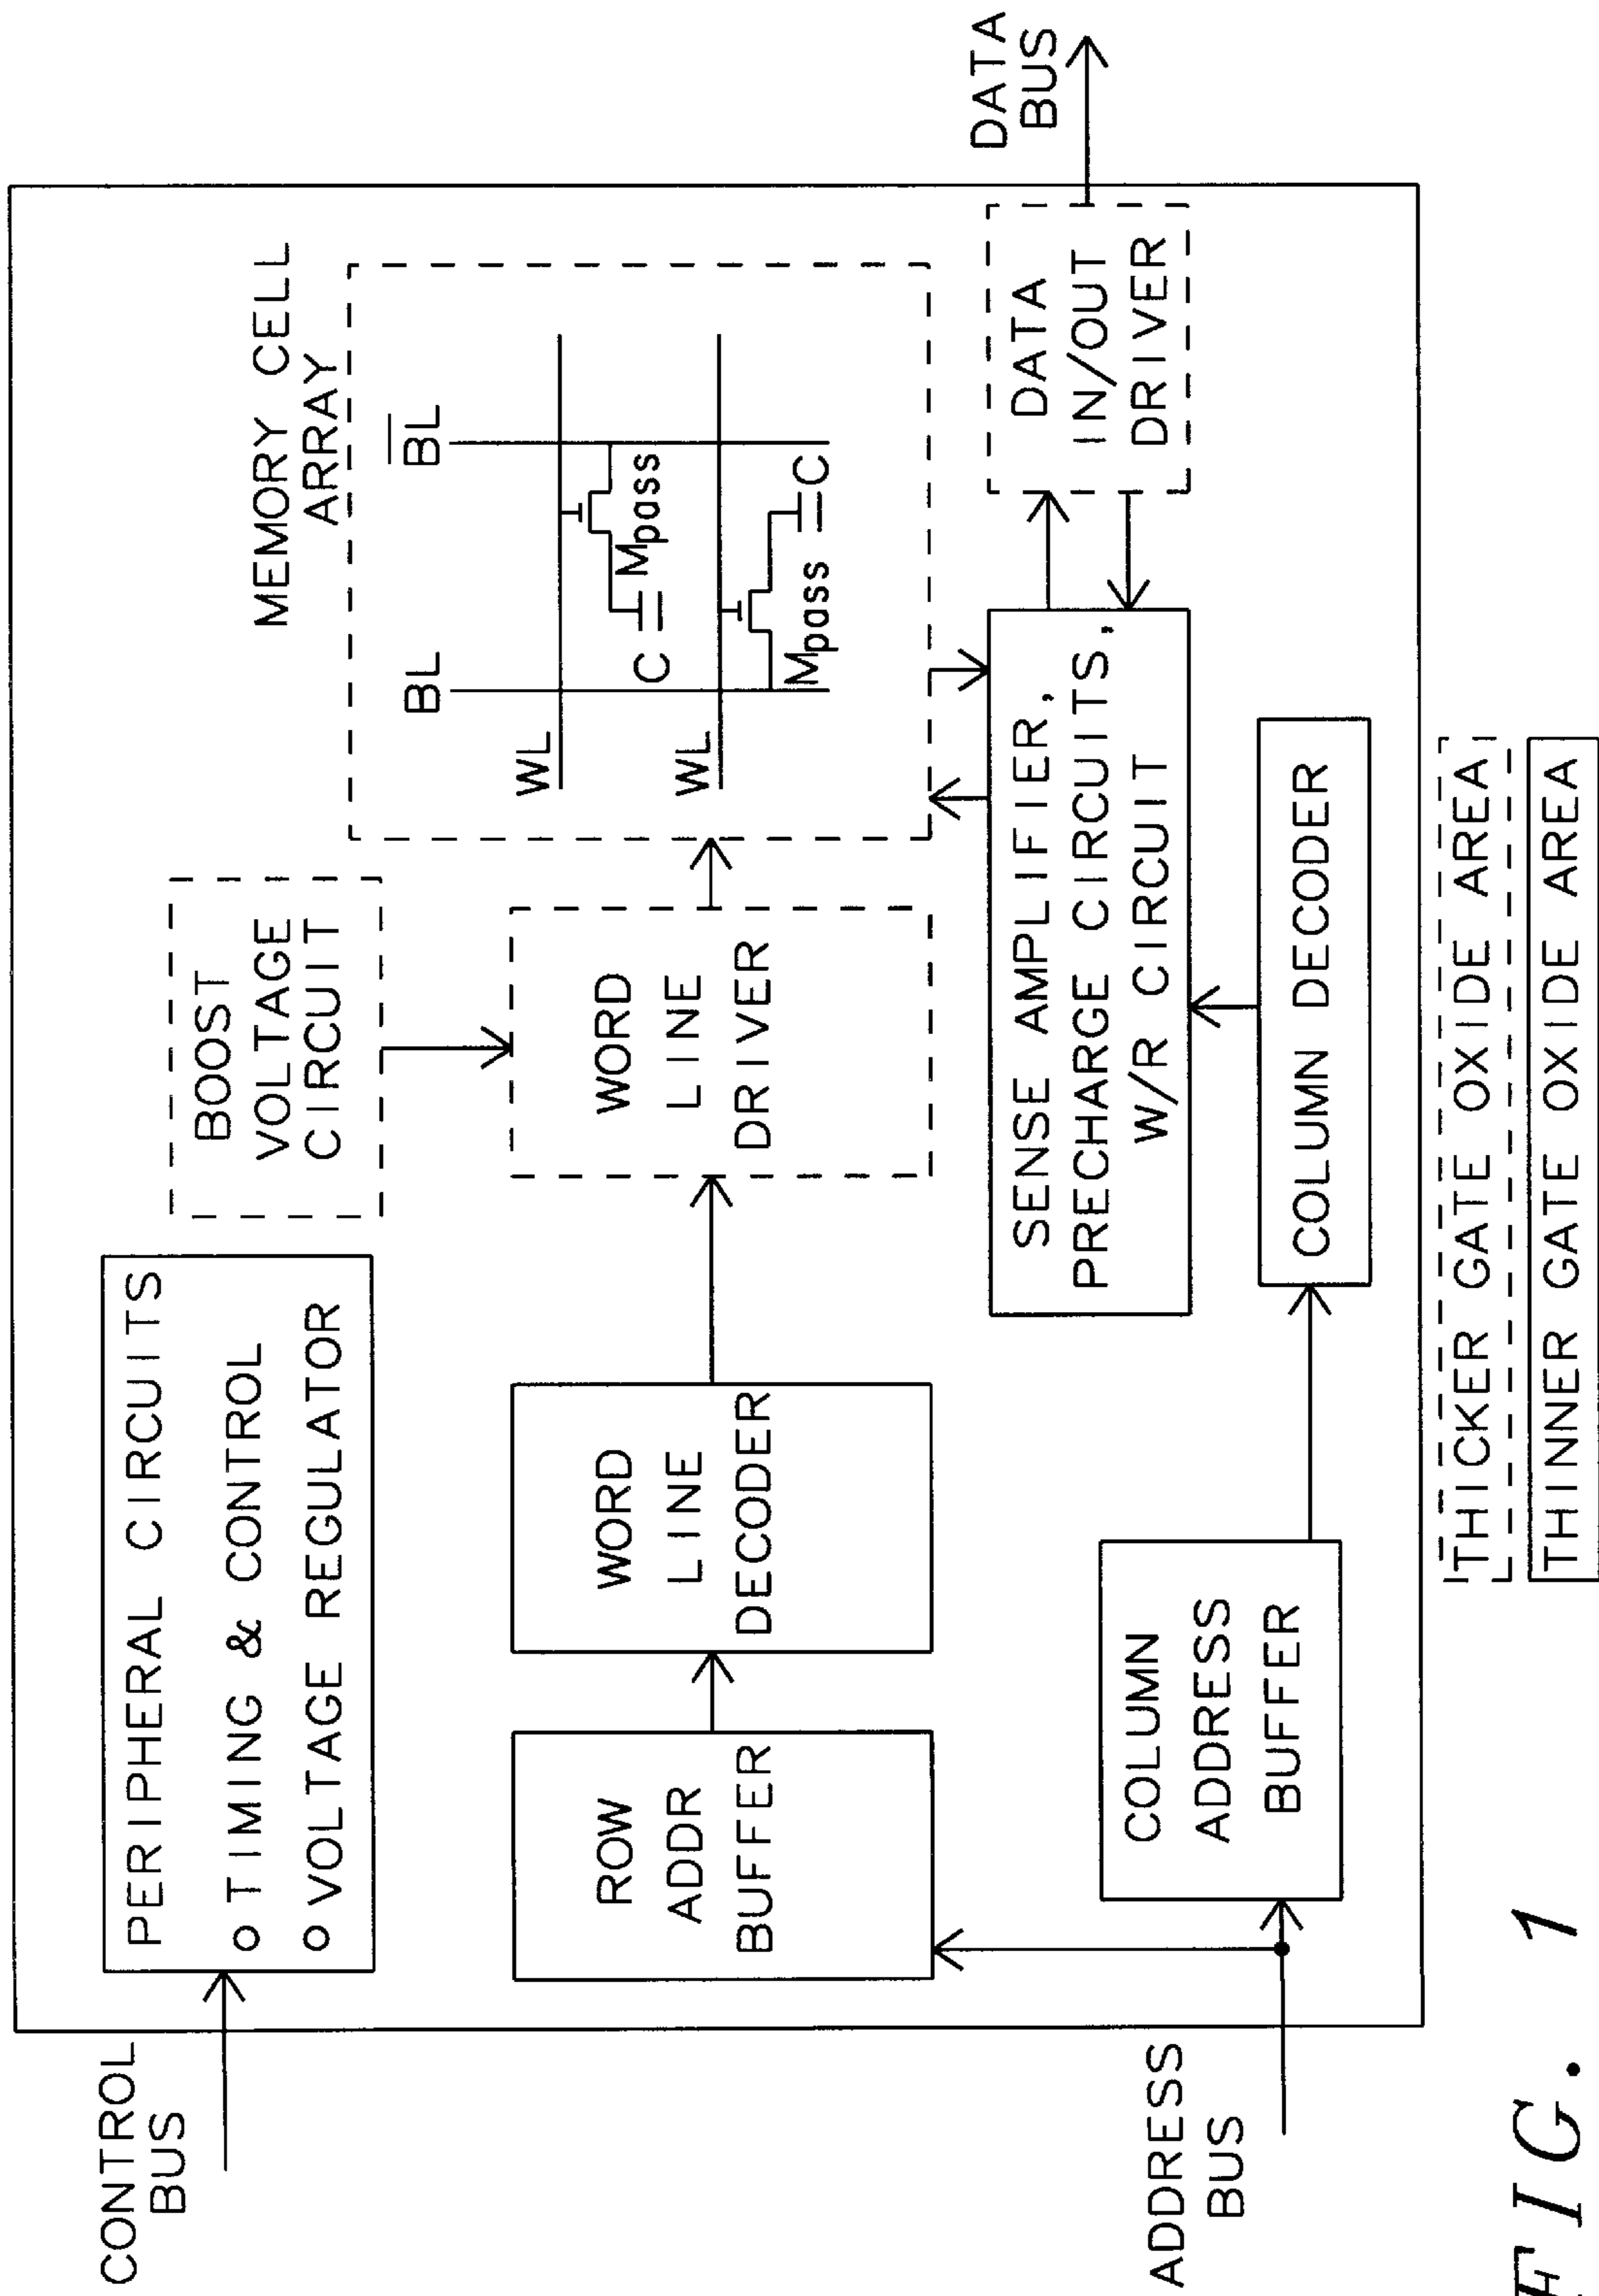 CONTROL
BUS
PERIPHERAL CIRCUITS
O TIMING & CONTROL
O VOLTAGE REGULATOR
BOOST
VOLTAGE
CIRCUIT
MEMORY CELL
ARRAY
BL
B̅L̅
WL
C
Mpass
WL
Mpass
C
ROW
ADDR
BUFFER
WORD
LINE
DECODER
WORD
LINE
DRIVER
ADDRESS
BUS
COLUMN
ADDRESS
BUFFER
COLUMN DECODER
SENSE AMPLIFIER,
PRECHARGE CIRCUITS,
W/R CIRCUIT
DATA
IN/OUT
DRIVER
DATA
BUS
THICKER GATE OXIDE AREA
THINNER GATE OXIDE AREA
FIG. 1